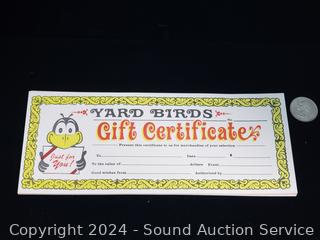 YARD BIRDS
Gift Certificate
Just for
You!
Present this certificate to us for merchandise of your selection
No. Date
To the value of Dollars
Good wishes from Authorized by
Copyright 2024 - Sound Auction Service